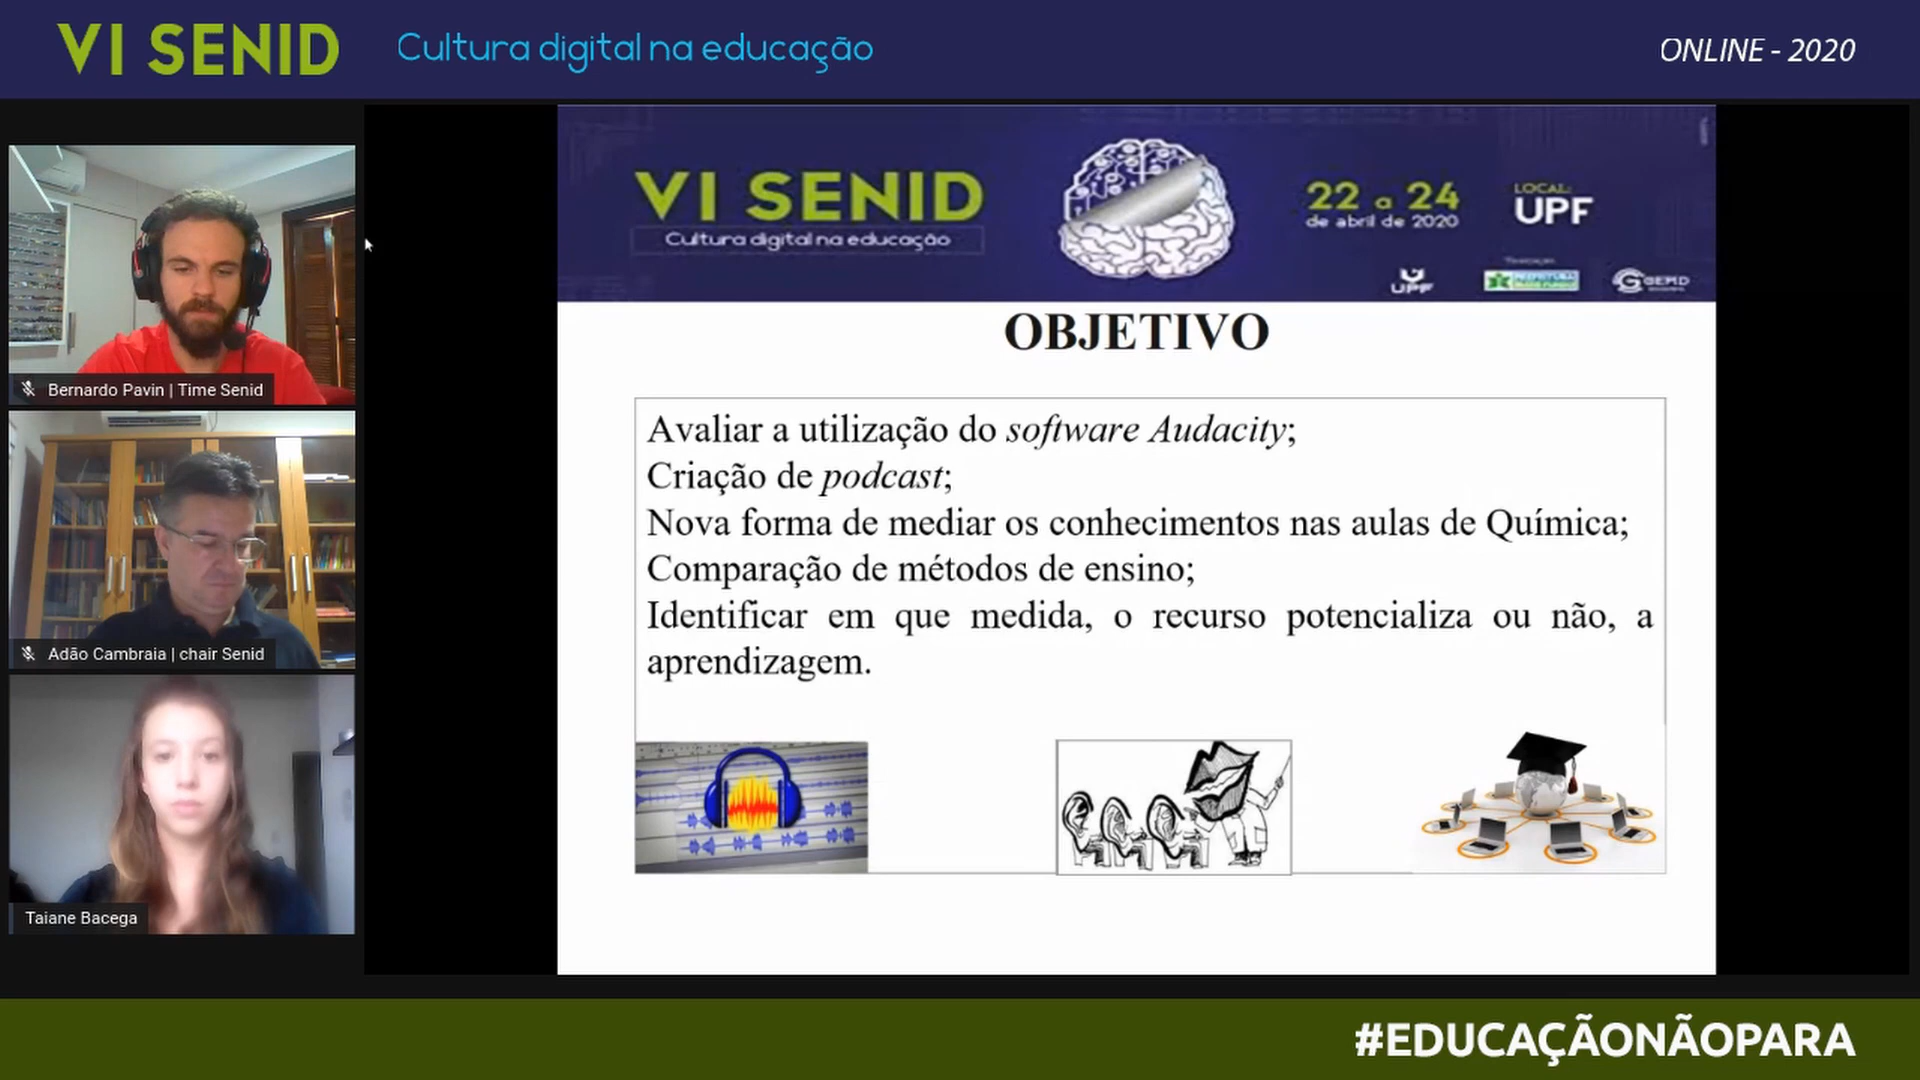 VI SENID
Cultura digital na educação
ONLINE - 2020
VI SENID
Cultura digital na educação
22 a 24
de abril de 2020
LOCAL:
UPF
UPF
OBJETIVO
Avaliar a utilização do software Audacity;
Criação de podcast;
Nova forma de mediar os conhecimentos nas aulas de Química;
Comparação de métodos de ensino;
Identificar em que medida, o recurso potencializa ou não, a
aprendizagem.
Bernardo Pavin | Time Senid
Adão Cambraia | chair Senid
Taiane Bacega
#EDUCAÇÃONÃOPARA